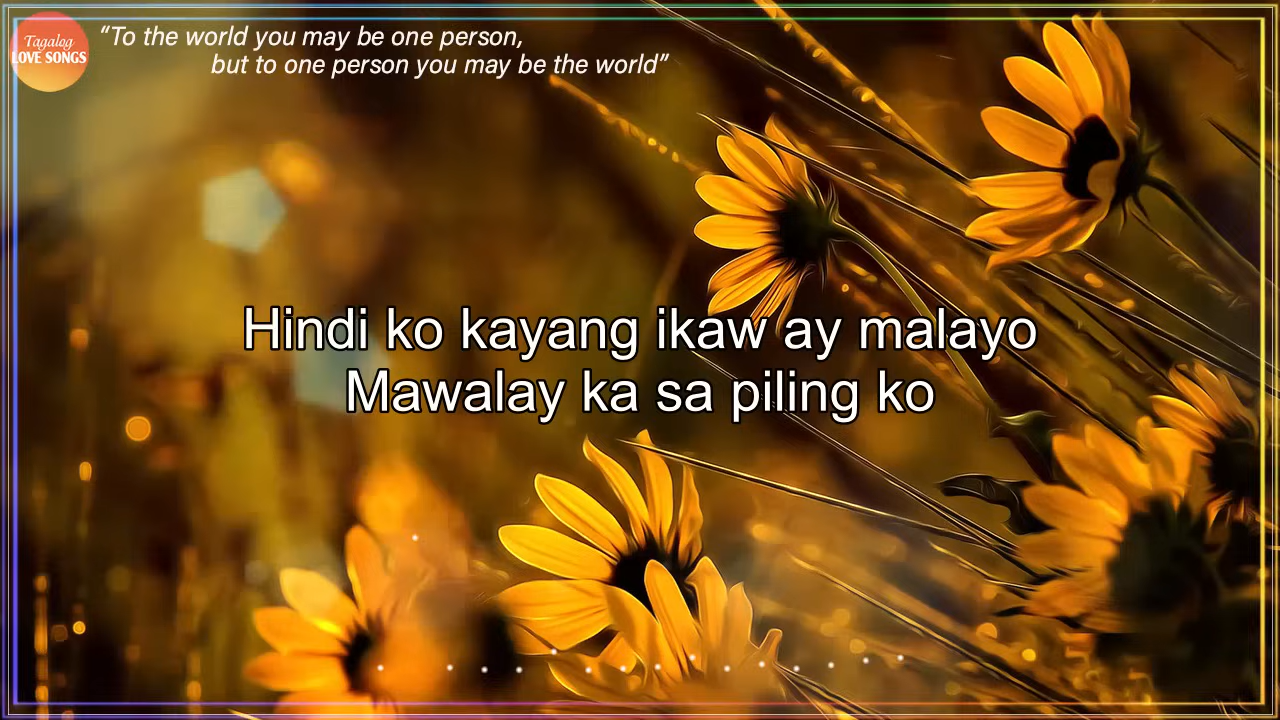 Tagalog
LOVE SONGS
“To the world you may be one person,
but to one person you may be the world”
Hindi ko kayang ikaw ay malayo
Mawalay ka sa piling ko